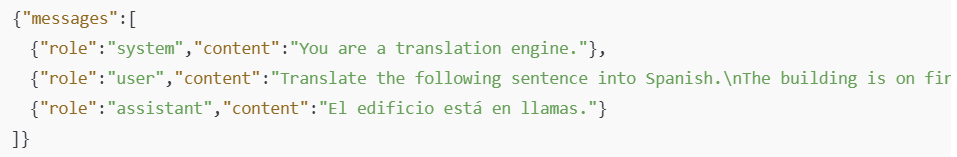 {"messages":[
{"role":"system","content":"You are a translation engine."},
{"role":"user","content":"Translate the following sentence into Spanish.\nThe building is on
{"role":"assistant","content":"El edificio está en llamas."}
]}